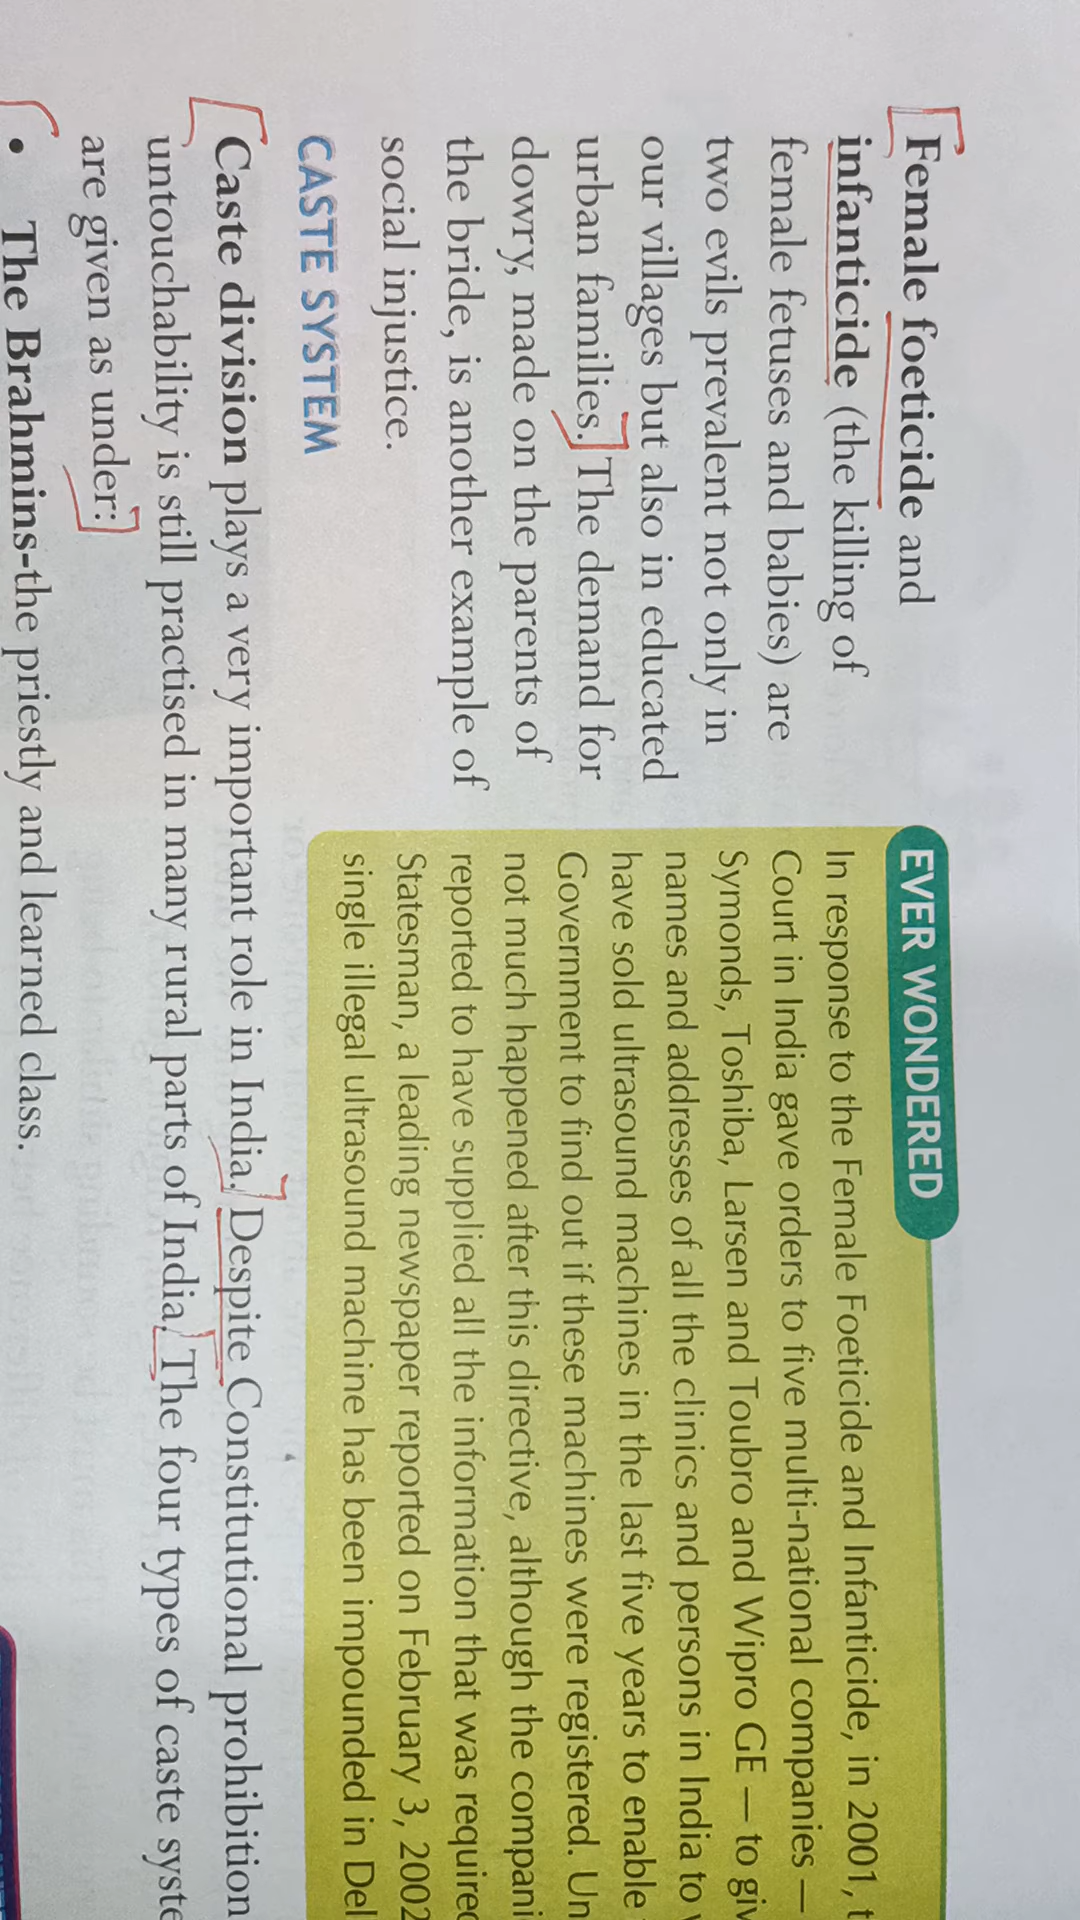 Female foeticide and
infanticide (the killing of
female fetuses and babies) are
two evils prevalent not only in
our villages but also in educated
urban families. The demand for
dowry, made on the parents of
the bride, is another example of
social injustice.
EVER WONDERED
In response to the Female Foeticide and Infanticide, in 2001, t
Court in India gave orders to five multi-national companies —
Symonds, Toshiba, Larsen and Toubro and Wipro GE — to giv
names and addresses of all the clinics and persons in India to
have sold ultrasound machines in the last five years to enable
Government to find out if these machines were registered. Un
not much happened after this directive, although the compani
reported to have supplied all the information that was required
Statesman, a leading newspaper reported on February 3, 2002
single illegal ultrasound machine has been impounded in Del
CASTE SYSTEM
Caste division plays a very important role in India. Despite Constitutional prohibition
untouchability is still practised in many rural parts of India. The four types of caste syste
are given as under:
• The Brahmins-the priestly and learned class.